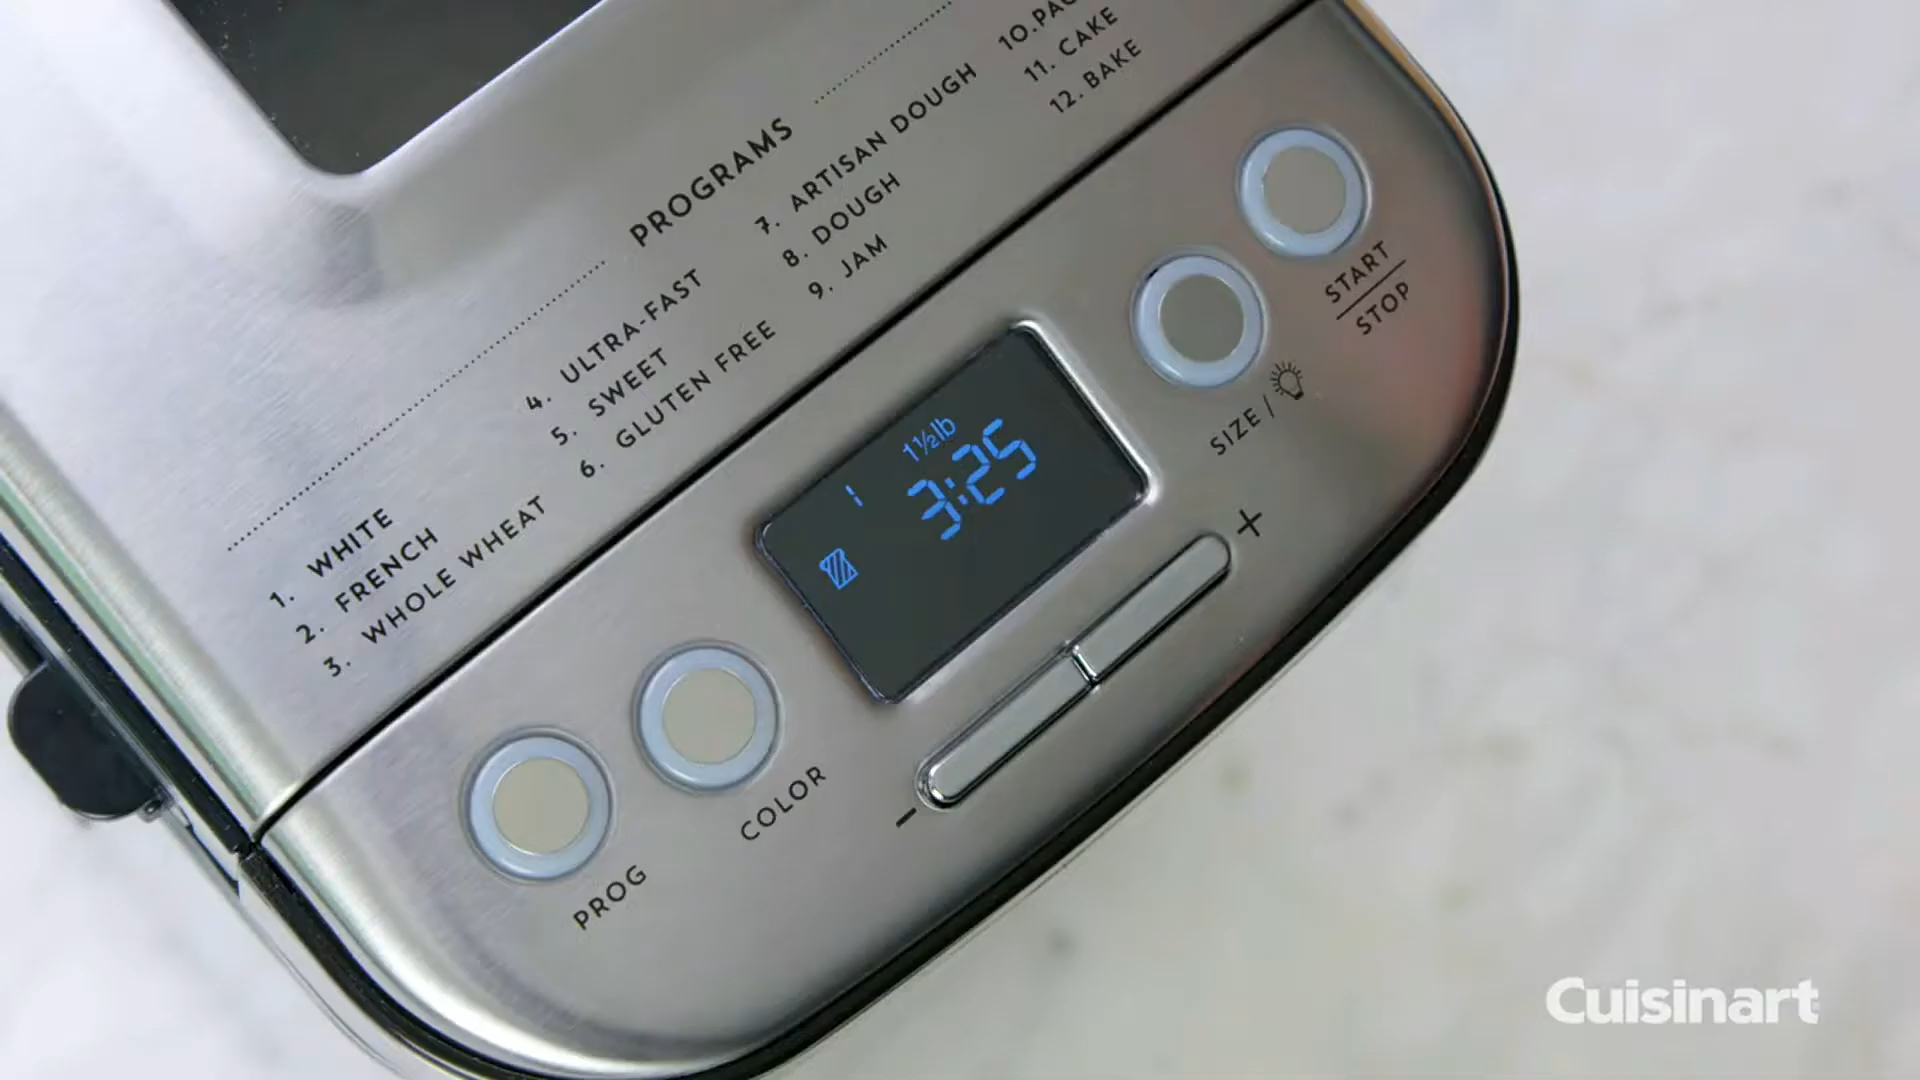 PROGRAMS
1. WHITE
2. FRENCH
3. WHOLE WHEAT
4. ULTRA-FAST
5. SWEET
6. GLUTEN FREE
7. ARTISAN DOUGH
8. DOUGH
9. JAM
10.
11. CAKE
12. BAKE
1½lb
1
3:25
PROG
COLOR
- +
SIZE /
START
STOP
Cuisinart